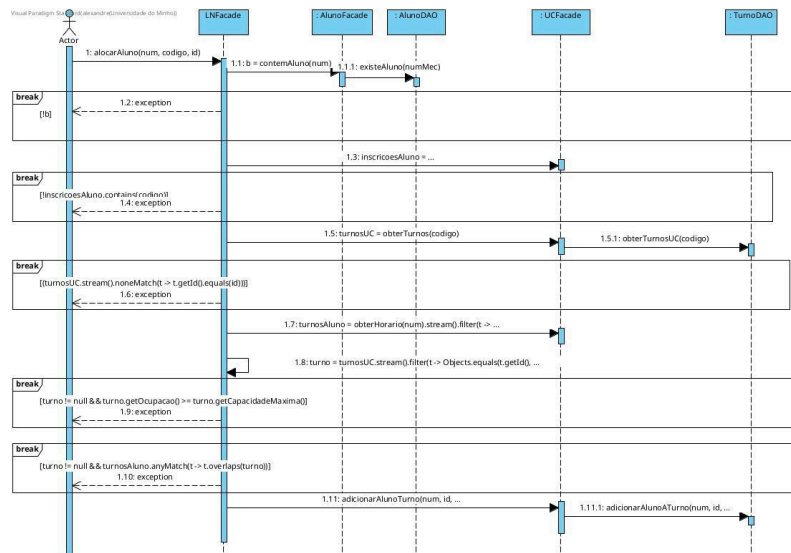 Visual Paradigm Standard(alexandre(Universidade do Minho))
Actor
LNFacade
: AlunoFacade
: AlunoDAO
: UCFacade
: TurnoDAO
1: alocarAluno(num, codigo, id)
1.1: b = contemAluno(num)
1.1.1: existeAluno(numMec)
break
1.2: exception
[!b]
1.3: inscricoesAluno = ...
break
[!inscricoesAluno.contains(codigo)]
1.4: exception
1.5: turnosUC = obterTurnos(codigo)
1.5.1: obterTurnosUC(codigo)
break
[(turnosUC.stream().noneMatch(t -> t.getId().equals(id)))]
1.6: exception
1.7: turnosAluno = obterHorario(num).stream().filter(t -> ...
1.8: turno = turnosUC.stream().filter(t -> Objects.equals(t.getId(), ...
break
[turno != null && turno.getOcupacao() >= turno.getCapacidadeMaxima()]
1.9: exception
break
[turno != null && turnosAluno.anyMatch(t -> t.overlaps(turno))]
1.10: exception
1.11: adicionarAlunoTurno(num, id, ...
1.11.1: adicionarAlunoATurno(num, id, ...